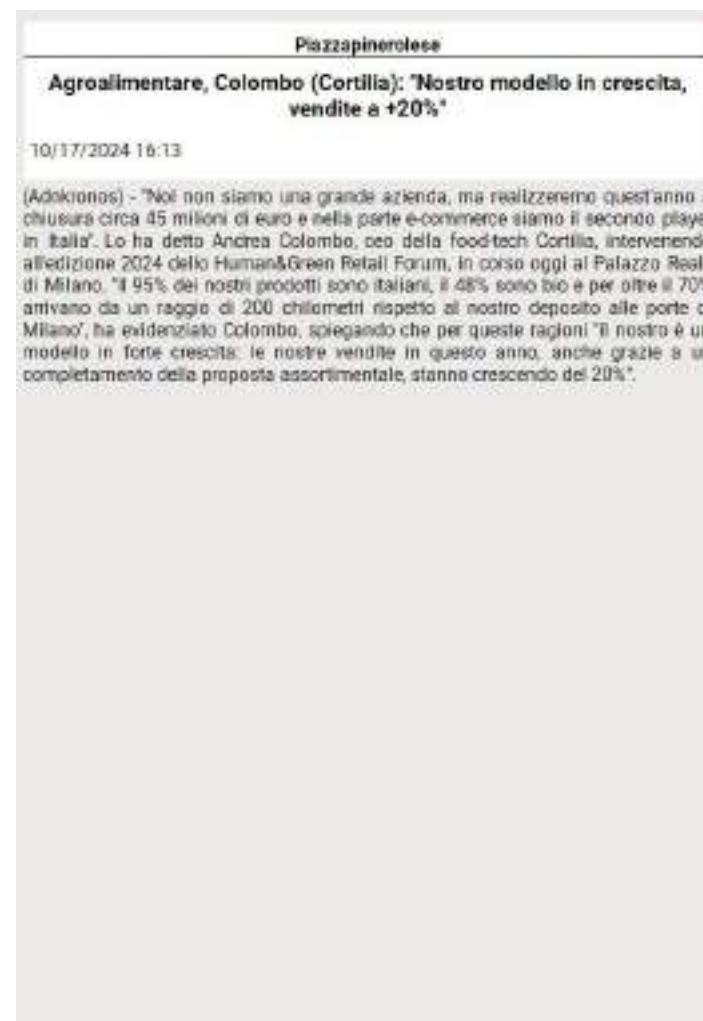 Piazzapinerolese
Agroalimentare, Colombo (Cortilia): "Nostro modello in crescita,
vendite a +20%"
10/17/2024 16:13
(Adnkronos) - "Noi non siamo una grande azienda, ma realizzeremo quest'anno
chiusura circa 45 milioni di euro e nella parte e-commerce siamo il secondo playe
in Italia". Lo ha detto Andrea Colombo, ceo della food-tech Cortilia, intervenend
all'edizione 2024 dello Human&Green Retail Forum, in corso oggi al Palazzo Real
di Milano. "Il 95% dei nostri prodotti sono italiani, il 48% sono bio e per oltre il 70%
arrivano da un raggio di 200 chilometri rispetto al nostro deposito alle porte d
Milano", ha evidenziato Colombo, spiegando che per queste ragioni "il nostro è un
modello in forte crescita: le nostre vendite in questo anno, anche grazie a un
completamento della proposta assortimentale, stanno crescendo del 20%".